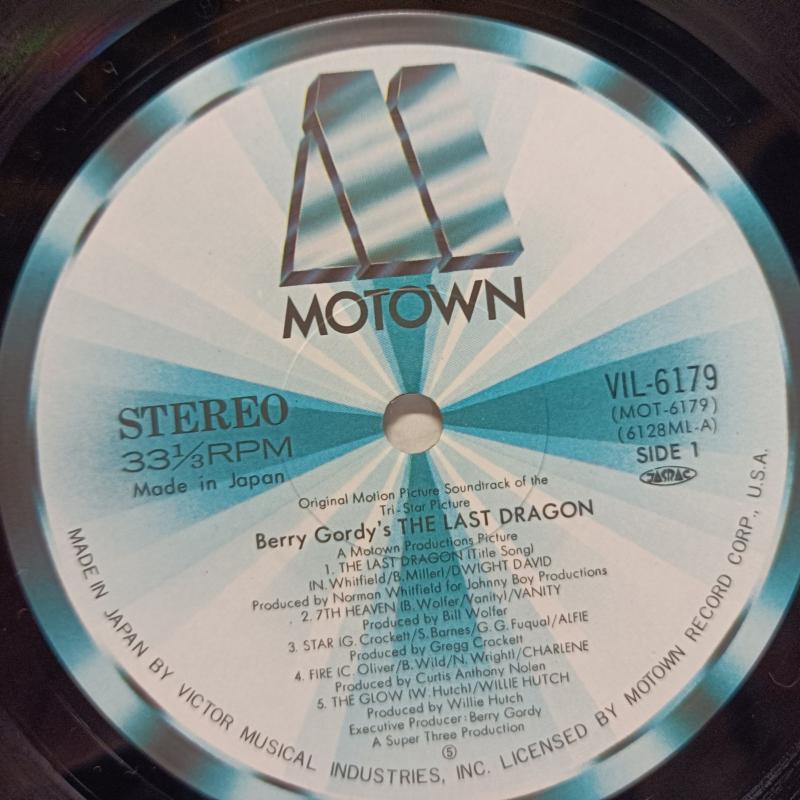 MOTOWN
STEREO
33 1/3 RPM
Made in Japan
VIL-6179
(MOT-6179)
(6128ML-A)
SIDE 1
JASRAC
Original Motion Picture Soundtrack of the
Tri-Star Picture
Berry Gordy's THE LAST DRAGON
A Motown Productions Picture
1. THE LAST DRAGON (Title Song)
(N. Whitfield/B. Miller)/DWIGHT DAVID
Produced by Norman Whitfield for Johnny Boy Productions
2. 7TH HEAVEN (B. Wolfer/Vanity)/VANITY
Produced by Bill Wolfer
3. STAR (G. Crockett/S. Barnes/G. G. Fuqua)/ALFIE
Produced by Gregg Crockett
4. FIRE (C. Oliver/B. Wild/N. Wright)/CHARLENE
Produced by Curtis Anthony Nolen
5. THE GLOW (W. Hutch)/WILLIE HUTCH
Produced by Willie Hutch
Executive Producer: Berry Gordy
A Super Three Production
⑤
MADE IN JAPAN BY VICTOR MUSICAL INDUSTRIES, INC. LICENSED BY MOTOWN RECORD CORP., U.S.A.